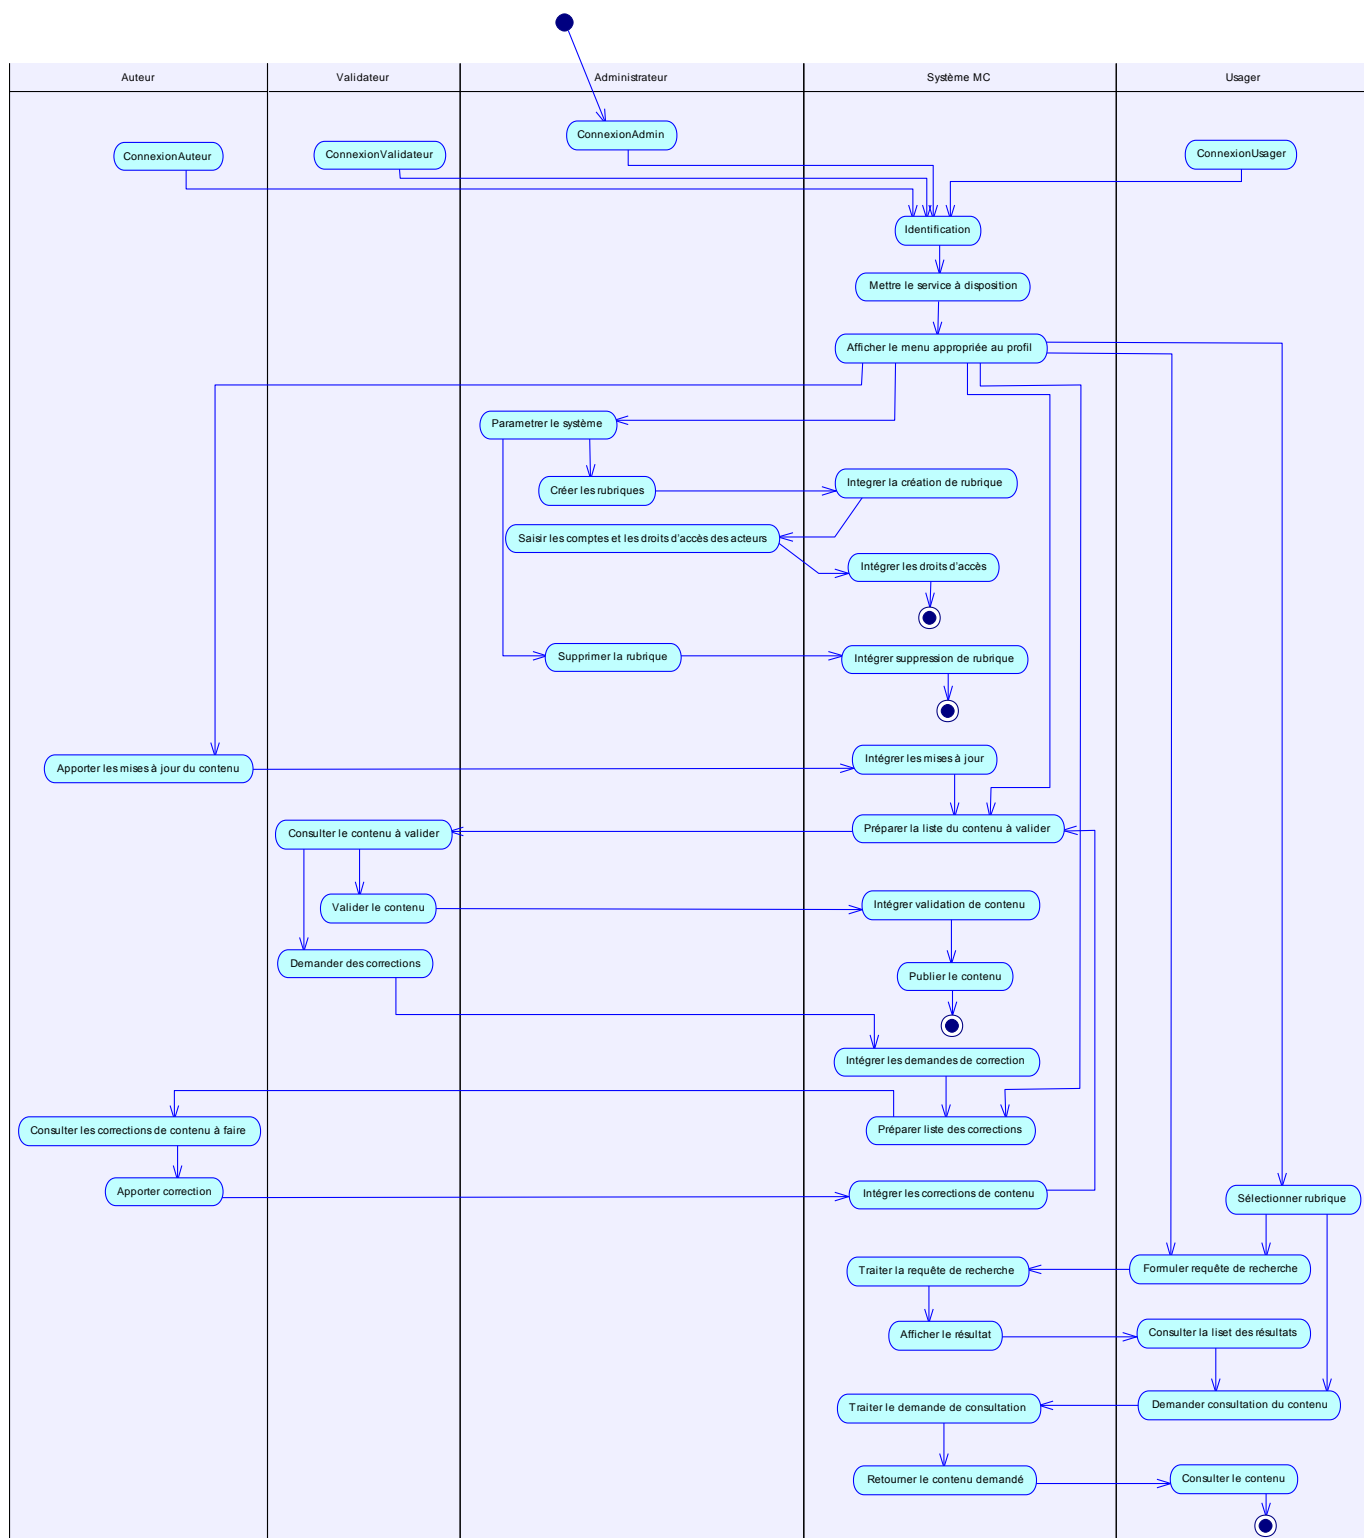 Auteur
Validateur
Administrateur
Système MC
Usager
ConnexionAdmin
ConnexionAuteur
ConnexionValidateur
ConnexionUsager
Identification
Mettre le service à disposition
Afficher le menu appropriée au profil
Parametrer le système
Créer les rubriques
Integrer la création de rubrique
Saisir les comptes et les droits d'accès des acteurs
Intégrer les droits d'accès
Supprimer la rubrique
Intégrer suppression de rubrique
Apporter les mises à jour du contenu
Intégrer les mises à jour
Consulter le contenu à valider
Préparer la liste du contenu à valider
Valider le contenu
Intégrer validation de contenu
Demander des corrections
Publier le contenu
Intégrer les demandes de correction
Consulter les corrections de contenu à faire
Préparer liste des corrections
Apporter correction
Intégrer les corrections de contenu
Sélectionner rubrique
Traiter la requête de recherche
Formuler requête de recherche
Afficher le résultat
Consulter la liset des résultats
Traiter le demande de consultation
Demander consultation du contenu
Retourner le contenu demandé
Consulter le contenu